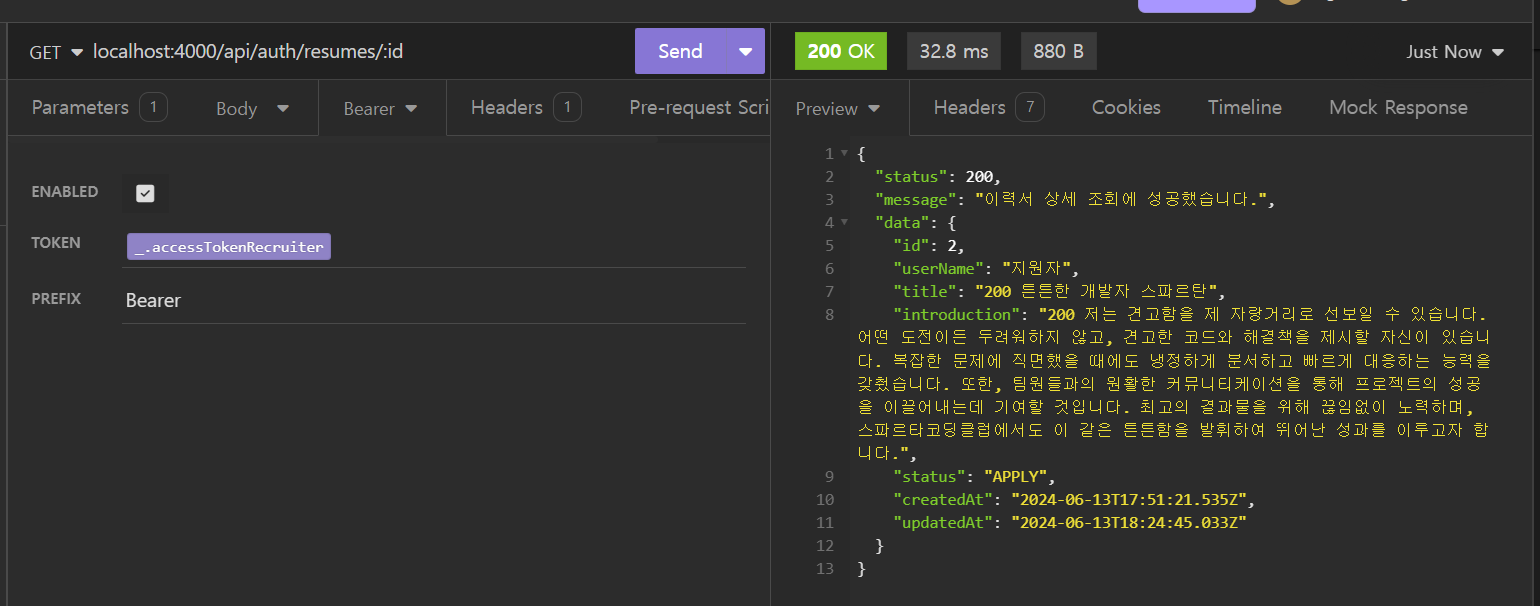 GET localhost:4000/api/auth/resumes/:id
Send
200 OK
32.8 ms
880 B
Just Now
Parameters 1
Body
Bearer
Headers 1
Pre-request Scri
Preview
Headers 7
Cookies
Timeline
Mock Response
ENABLED
TOKEN _.accessTokenRecruiter
PREFIX Bearer
1 {
2 "status": 200,
3 "message": "이력서 상세 조회에 성공했습니다.",
4 "data": {
5 "id": 2,
6 "userName": "지원자",
7 "title": "200 튼튼한 개발자 스파르탄",
8 "introduction": "200 저는 견고함을 제 자랑거리로 선보일 수 있습니다.
어떤 도전이든 두려워하지 않고, 견고한 코드와 해결책을 제시할 자신이 있습니
다. 복잡한 문제에 직면했을 때에도 냉정하게 분서하고 빠르게 대응하는 능력을
갖췄습니다. 또한, 팀원들과의 원활한 커뮤니티케이션을 통해 프로젝트의 성공
을 이끌어내는데 기여할 것입니다. 최고의 결과물을 위해 끊임없이 노력하며,
스파르타코딩클럽에서도 이 같은 튼튼함을 발휘하여 뛰어난 성과를 이루고자 합
니다.",
9 "status": "APPLY",
10 "createdAt": "2024-06-13T17:51:21.535Z",
11 "updatedAt": "2024-06-13T18:24:45.033Z"
12 }
13 }